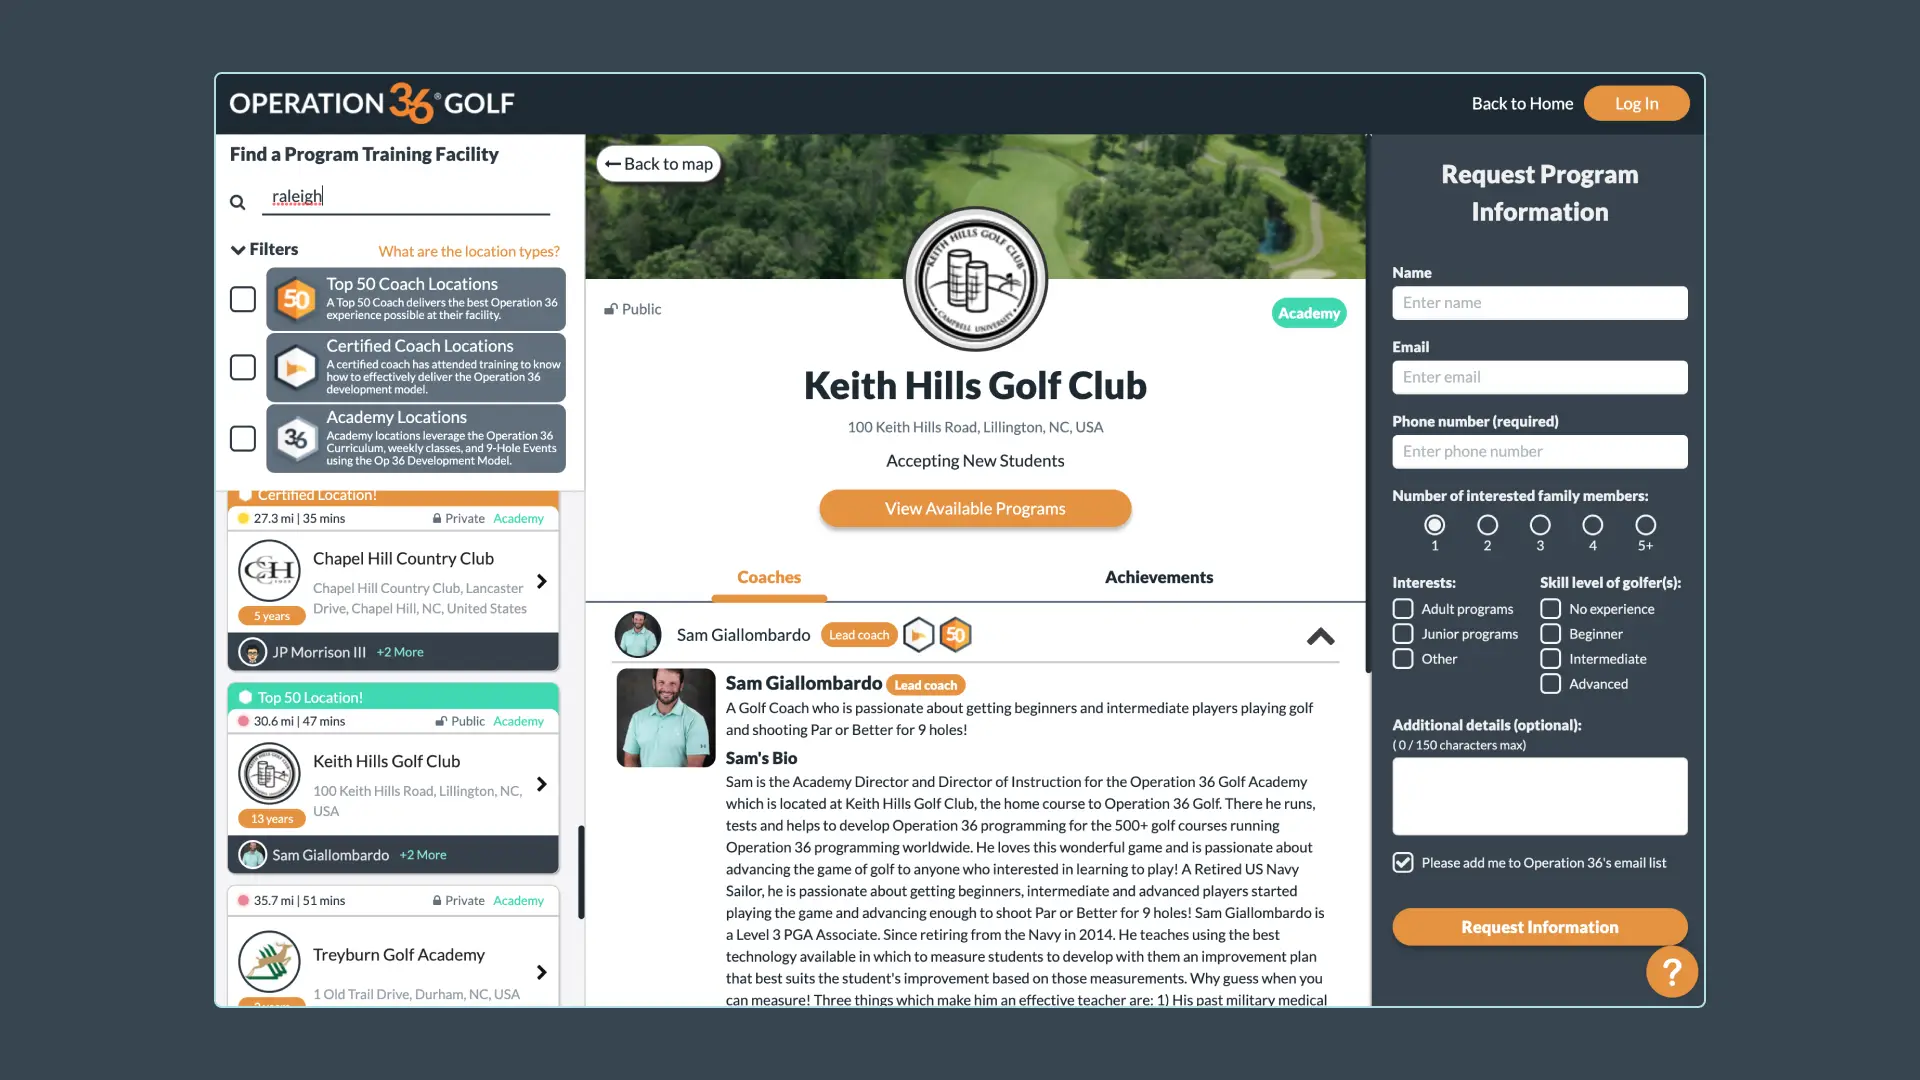 OPERATION 36® GOLF
Back to Home
Log In
Find a Program Training Facility
raleigh
Filters
What are the location types?
50
Top 50 Coach Locations
A Top 50 Coach delivers the best Operation 36
experience possible at their facility.
Certified Coach Locations
A certified coach has attended training to know
how to effectively deliver the Operation 36
development model.
36
Academy Locations
Academy locations leverage the Operation 36
Curriculum, weekly classes, and 9-Hole Events
using the Op 36 Development Model.
Certified Location!
27.3 mi | 35 mins
Private
Academy
Chapel Hill Country Club
Chapel Hill Country Club, Lancaster
Drive, Chapel Hill, NC, United States
5 years
JP Morrison III
+2 More
Top 50 Location!
30.6 mi | 47 mins
Public
Academy
Keith Hills Golf Club
100 Keith Hills Road, Lillington, NC,
USA
13 years
Sam Giallombardo
+2 More
35.7 mi | 51 mins
Private
Academy
Treyburn Golf Academy
1 Old Trail Drive, Durham, NC, USA
Back to map
KEITH HILLS GOLF CLUB
CAMPBELL UNIVERSITY
Public
Academy
Keith Hills Golf Club
100 Keith Hills Road, Lillington, NC, USA
Accepting New Students
View Available Programs
Coaches
Achievements
Sam Giallombardo
Lead coach
50
Sam Giallombardo
Lead coach
A Golf Coach who is passionate about getting beginners and intermediate players playing golf
and shooting Par or Better for 9 holes!
Sam's Bio
Sam is the Academy Director and Director of Instruction for the Operation 36 Golf Academy
which is located at Keith Hills Golf Club, the home course to Operation 36 Golf. There he runs,
tests and helps to develop Operation 36 programming for the 500+ golf courses running
Operation 36 programming worldwide. He loves this wonderful game and is passionate about
advancing the game of golf to anyone who interested in learning to play! A Retired US Navy
Sailor, he is passionate about getting beginners, intermediate and advanced players started
playing the game and advancing enough to shoot Par or Better for 9 holes! Sam Giallombardo is
a Level 3 PGA Associate. Since retiring from the Navy in 2014. He teaches using the best
technology available in which to measure students to develop with them an improvement plan
that best suits the student's improvement based on those measurements. Why guess when you
can measure! Three things which make him an effective teacher are: 1) His past military medical
Request Program
Information
Name
Enter name
Email
Enter email
Phone number (required)
Enter phone number
Number of interested family members:
1 2 3 4 5+
Interests:
Adult programs
Junior programs
Other
Skill level of golfer(s):
No experience
Beginner
Intermediate
Advanced
Additional details (optional):
( 0 / 150 characters max)
Please add me to Operation 36's email list
Request Information
?